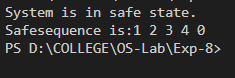 System is in safe state.
Safesequence is:1 2 3 4 0
PS D:\COLLEGE\OS-Lab\Exp-8>